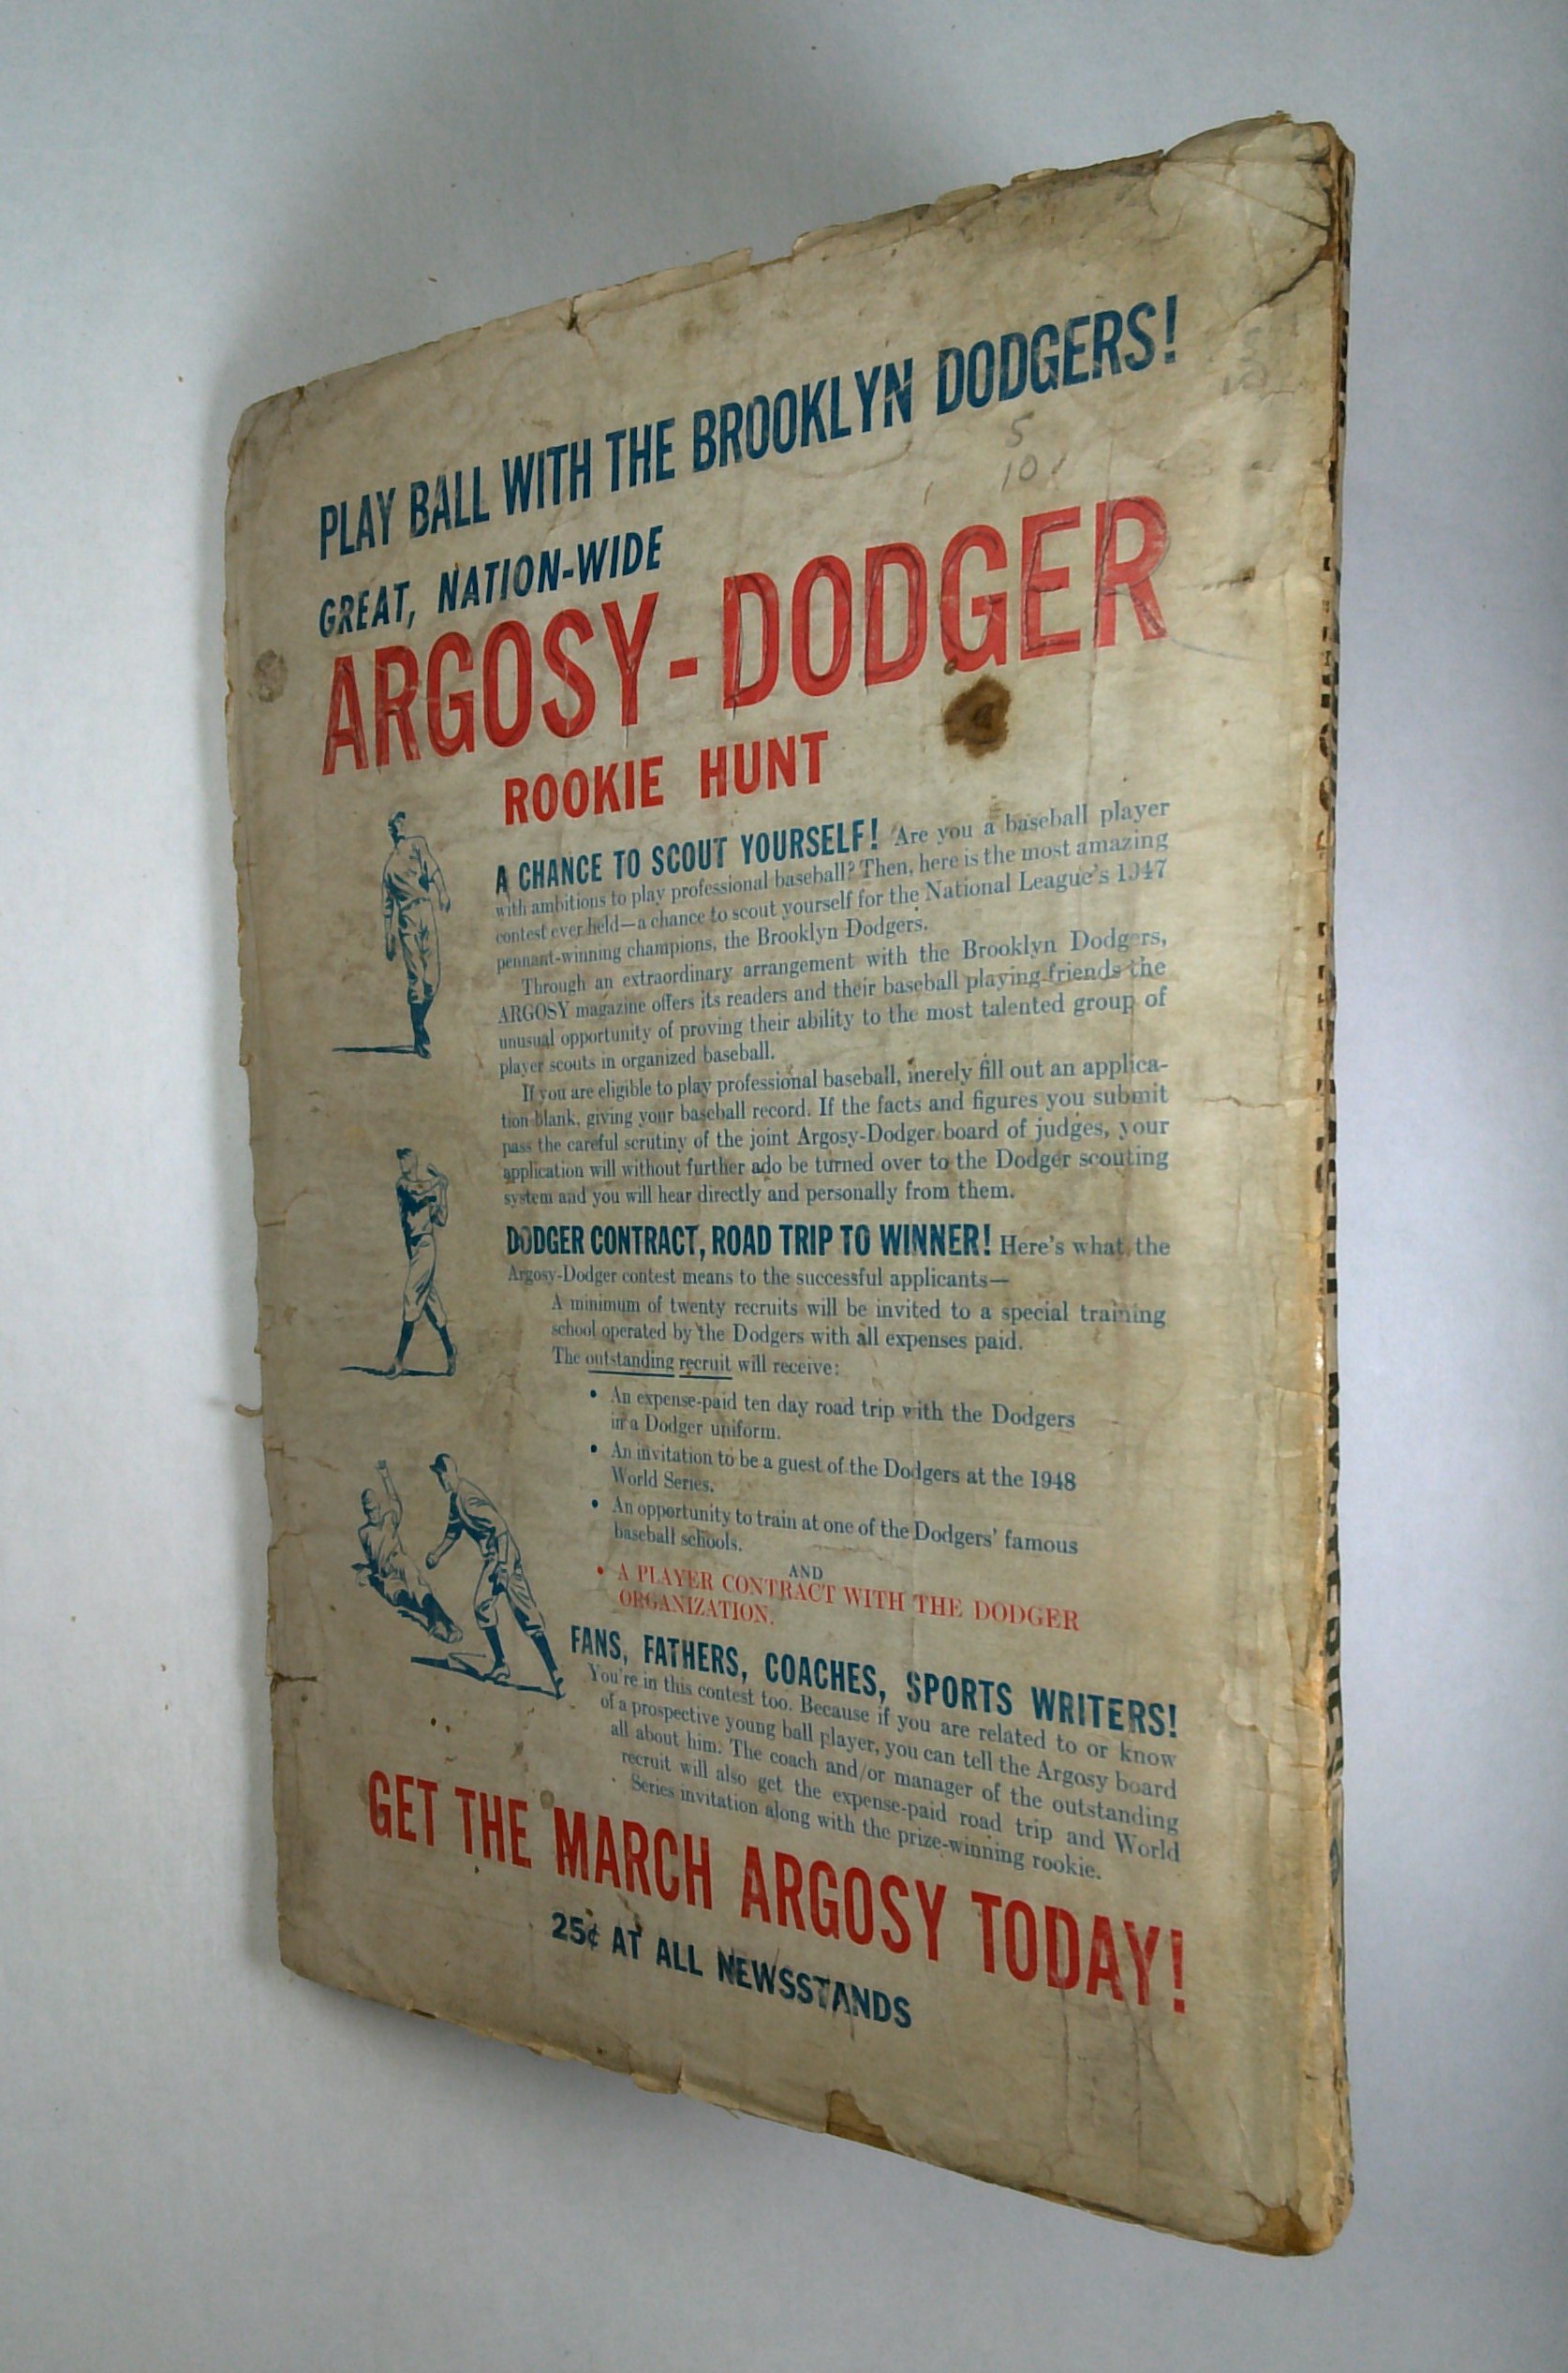 PLAY BALL WITH THE BROOKLYN DODGERS!
5
10¢
GREAT, NATION-WIDE
ARGOSY-DODGER
ROOKIE HUNT
A CHANCE TO SCOUT YOURSELF! Are you a baseball player
with ambitions to play professional baseball? Then, here is the most amazing
contest ever held—a chance to scout yourself for the National League's 1947
pennant-winning champions, the Brooklyn Dodgers.
Through an extraordinary arrangement with the Brooklyn Dodgers,
ARGOSY magazine offers its readers and their baseball playing friends the
unusual opportunity of proving their ability to the most talented group of
player scouts in organized baseball.
If you are eligible to play professional baseball, merely fill out an applica-
tion blank, giving your baseball record. If the facts and figures you submit
pass the careful scrutiny of the joint Argosy-Dodger board of judges, your
application will without further ado be turned over to the Dodger scouting
system and you will hear directly and personally from them.
DODGER CONTRACT, ROAD TRIP TO WINNER! Here's what the
Argosy-Dodger contest means to the successful applicants—
A minimum of twenty recruits will be invited to a special training
school operated by the Dodgers with all expenses paid.
The outstanding recruit will receive:
• An expense-paid ten day road trip with the Dodgers
in a Dodger uniform.
• An invitation to be a guest of the Dodgers at the 1948
World Series.
• An opportunity to train at one of the Dodgers' famous
baseball schools.
AND
• A PLAYER CONTRACT WITH THE DODGER
ORGANIZATION.
FANS, FATHERS, COACHES, SPORTS WRITERS!
You're in this contest too. Because if you are related to or know
of a prospective young ball player, you can tell the Argosy board
all about him. The coach and/or manager of the outstanding
recruit will also get the expense-paid road trip and World
Series invitation along with the prize-winning rookie.
GET THE MARCH ARGOSY TODAY!
25¢ AT ALL NEWSSTANDS